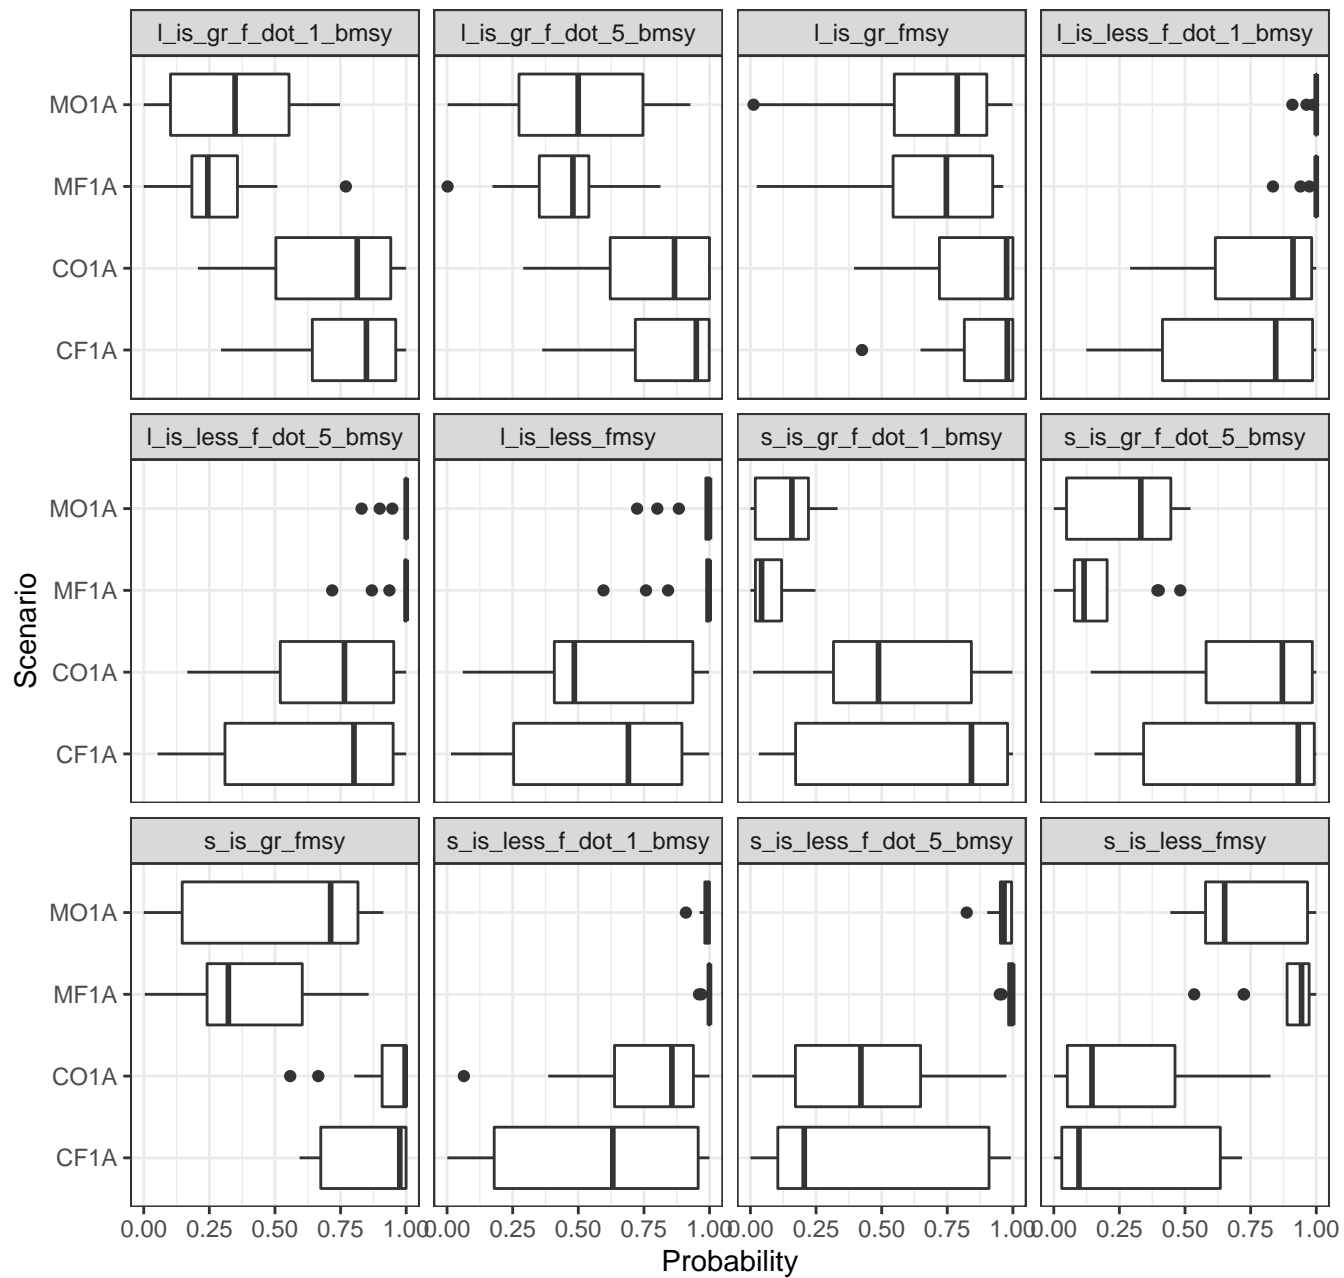 l_is_gr_f_dot_1_bmsy l_is_gr_f_dot_5_bmsy l_is_gr_fmsy l_is_less_f_dot_1_bmsy
MO1A
MF1A
CO1A
CF1A
l_is_less_f_dot_5_bmsy l_is_less_fmsy s_is_gr_f_dot_1_bmsy s_is_gr_f_dot_5_bmsy
MO1A
MF1A
CO1A
CF1A
Scenario
s_is_gr_fmsy s_is_less_f_dot_1_bmsy s_is_less_f_dot_5_bmsy s_is_less_fmsy
MO1A
MF1A
CO1A
CF1A
0.00 0.25 0.50 0.75 1.00 0.00 0.25 0.50 0.75 1.00 0.00 0.25 0.50 0.75 1.00 0.00 0.25 0.50 0.75 1.00
Probability